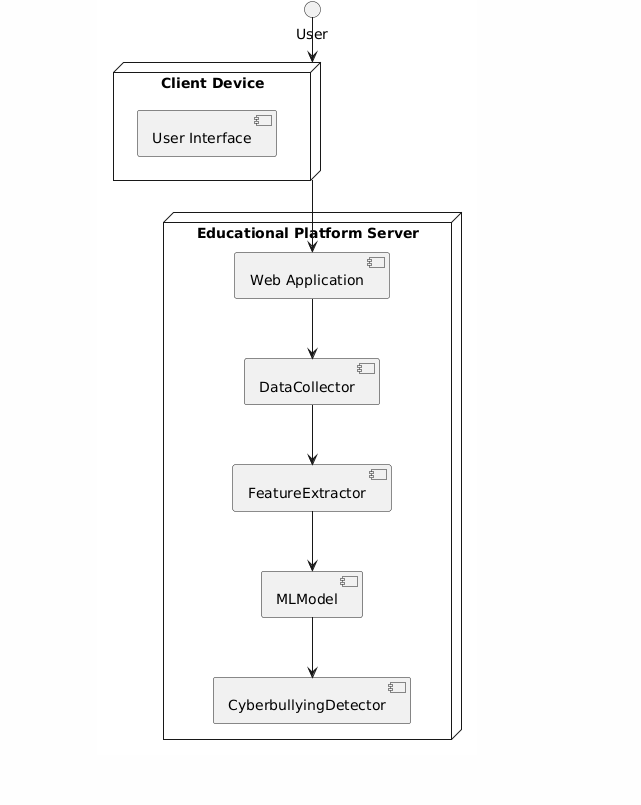 User
Client Device
User Interface
Educational Platform Server
Web Application
DataCollector
FeatureExtractor
MLModel
CyberbullyingDetector